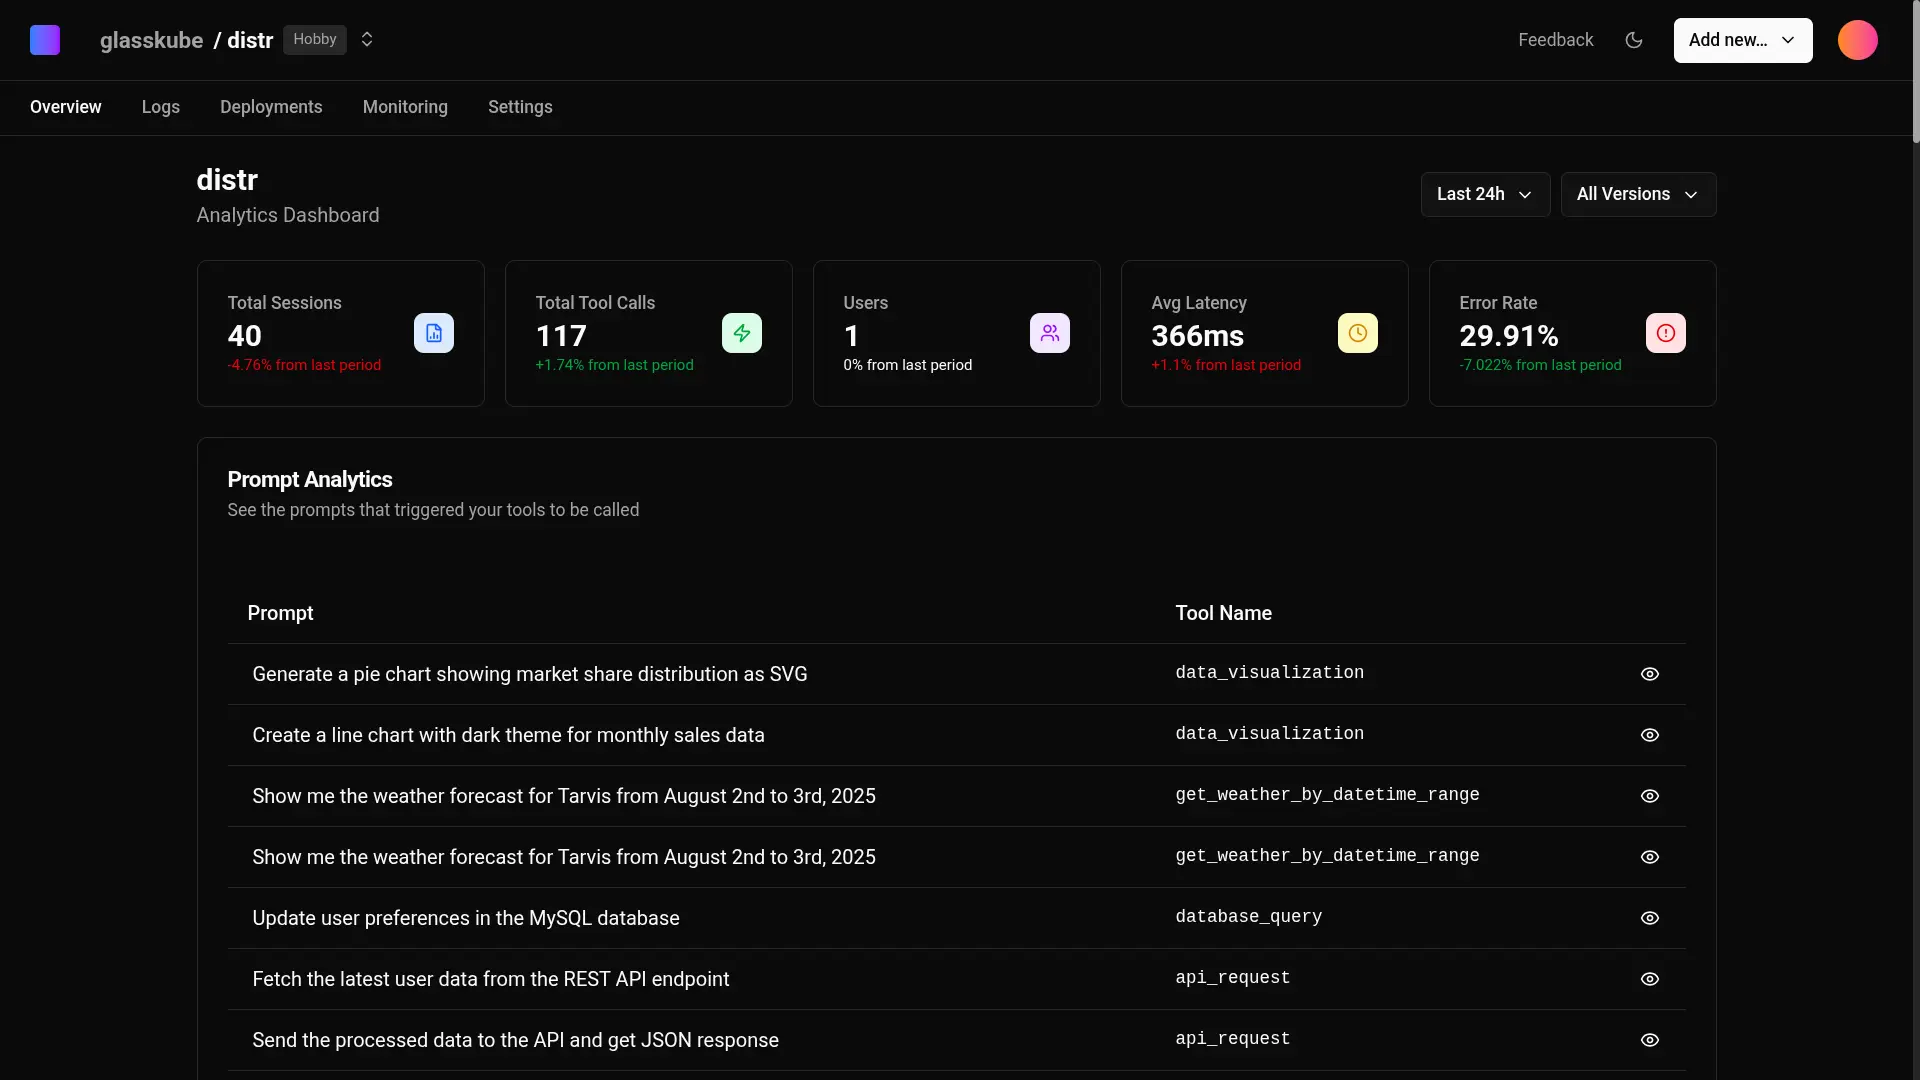 glasskube / distr Hobby
Feedback
Add new...
Overview Logs Deployments Monitoring Settings
distr
Analytics Dashboard
Last 24h
All Versions
Total Sessions
40
-4.76% from last period
Total Tool Calls
117
+1.74% from last period
Users
1
0% from last period
Avg Latency
366ms
+1.1% from last period
Error Rate
29.91%
-7.022% from last period
Prompt Analytics
See the prompts that triggered your tools to be called
Prompt Tool Name
Generate a pie chart showing market share distribution as SVG data_visualization
Create a line chart with dark theme for monthly sales data data_visualization
Show me the weather forecast for Tarvis from August 2nd to 3rd, 2025 get_weather_by_datetime_range
Show me the weather forecast for Tarvis from August 2nd to 3rd, 2025 get_weather_by_datetime_range
Update user preferences in the MySQL database database_query
Fetch the latest user data from the REST API endpoint api_request
Send the processed data to the API and get JSON response api_request